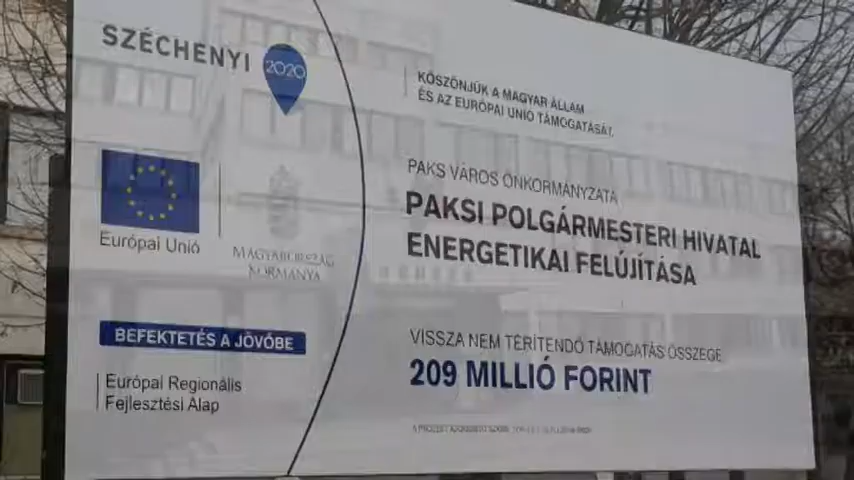 SZÉCHENYI 2020
Európai Unió
MAGYARORSZÁG
KORMÁNYA
BEFEKTETÉS A JÖVŐBE
Európai Regionális
Fejlesztési Alap
KÖSZÖNJÜK A MAGYAR ÁLLAM
ÉS AZ EURÓPAI UNIÓ TÁMOGATÁSÁT.
PAKS VÁROS ÖNKORMÁNYZATA
PAKSI POLGÁRMESTERI HIVATAL
ENERGETIKAI FELÚJÍTÁSA
VISSZA NEM TÉRÍTENDŐ TÁMOGATÁS ÖSSZEGE
209 MILLIÓ FORINT